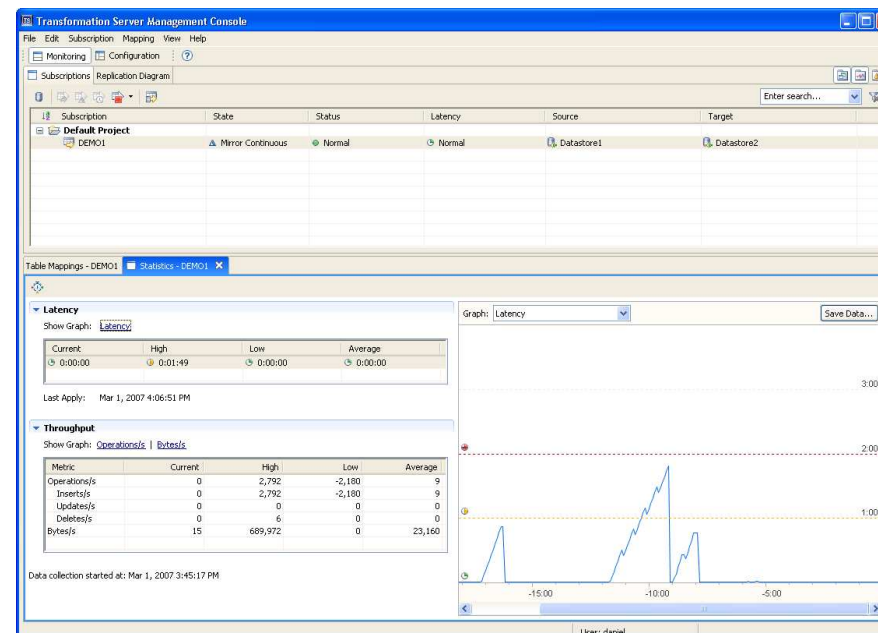 Transformation Server Management Console
File Edit Subscription Mapping View Help
Monitoring Configuration
Subscriptions Replication Diagram
Enter search...
Subscription State Status Latency Source Target
Default Project
DEMO1 Mirror Continuous Normal Normal Datastore1 Datastore2
Table Mappings - DEMO1 Statistics - DEMO1
Latency
Show Graph: Latency
Current High Low Average
0:00:00 0:01:49 0:00:00 0:00:00
Last Apply: Mar 1, 2007 4:06:51 PM
Throughput
Show Graph: Operations/s | Bytes/s
Metric Current High Low Average
Operations/s 0 2,792 -2,180 9
Inserts/s 0 2,792 -2,180 9
Updates/s 0 0 0 0
Deletes/s 0 6 0 0
Bytes/s 15 689,972 0 23,160
Data collection started at: Mar 1, 2007 3:45:17 PM
Graph: Latency Save Data...
3:00
2:00
1:00
-15:00 -10:00 -5:00
User: daniel